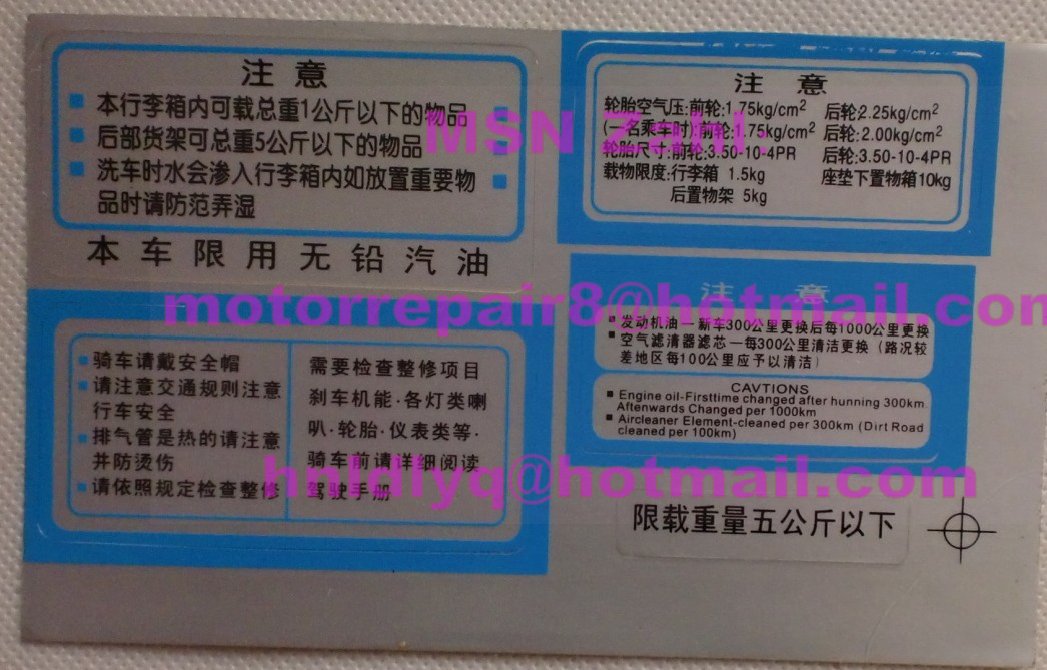 注 意
本行李箱内可载总重1公斤以下的物品
后部货架可总重5公斤以下的物品
洗车时水会渗入行李箱内如放置重要物
品时请防范弄湿
本车限用无铅汽油
注 意
轮胎空气压:前轮:1.75kg/cm² 后轮:2.25kg/cm²
(一名乘车时):前轮:1.75kg/cm² 后轮:2.00kg/cm²
轮胎尺寸:前轮:3.50-10-4PR 后轮:3.50-10-4PR
载物限度:行李箱 1.5kg 座垫下置物箱10kg
后置物架 5kg
MSN
motorrepair8@hotmail.com
骑车请戴安全帽
请注意交通规则注意
行车安全
排气管是热的请注意
并防烫伤
请依照规定检查整修
需要检查整修项目
刹车机能·各灯类喇
叭·轮胎·仪表类等·
骑车前请详细阅读
驾驶手册
注 意
发动机油—新车300公里更换后每1000公里更换
空气滤清器滤芯—每300公里清洁更换(路况较
差地区每100公里应予以清洁)
CAVTIONS
Engine oil-Firsttime changed after hunning 300km.
Aftenwards Changed per 1000km
Aircleaner Element-cleaned per 300km (Dirt Road
cleaned per 100km)
@hotmail.com
限载重量五公斤以下